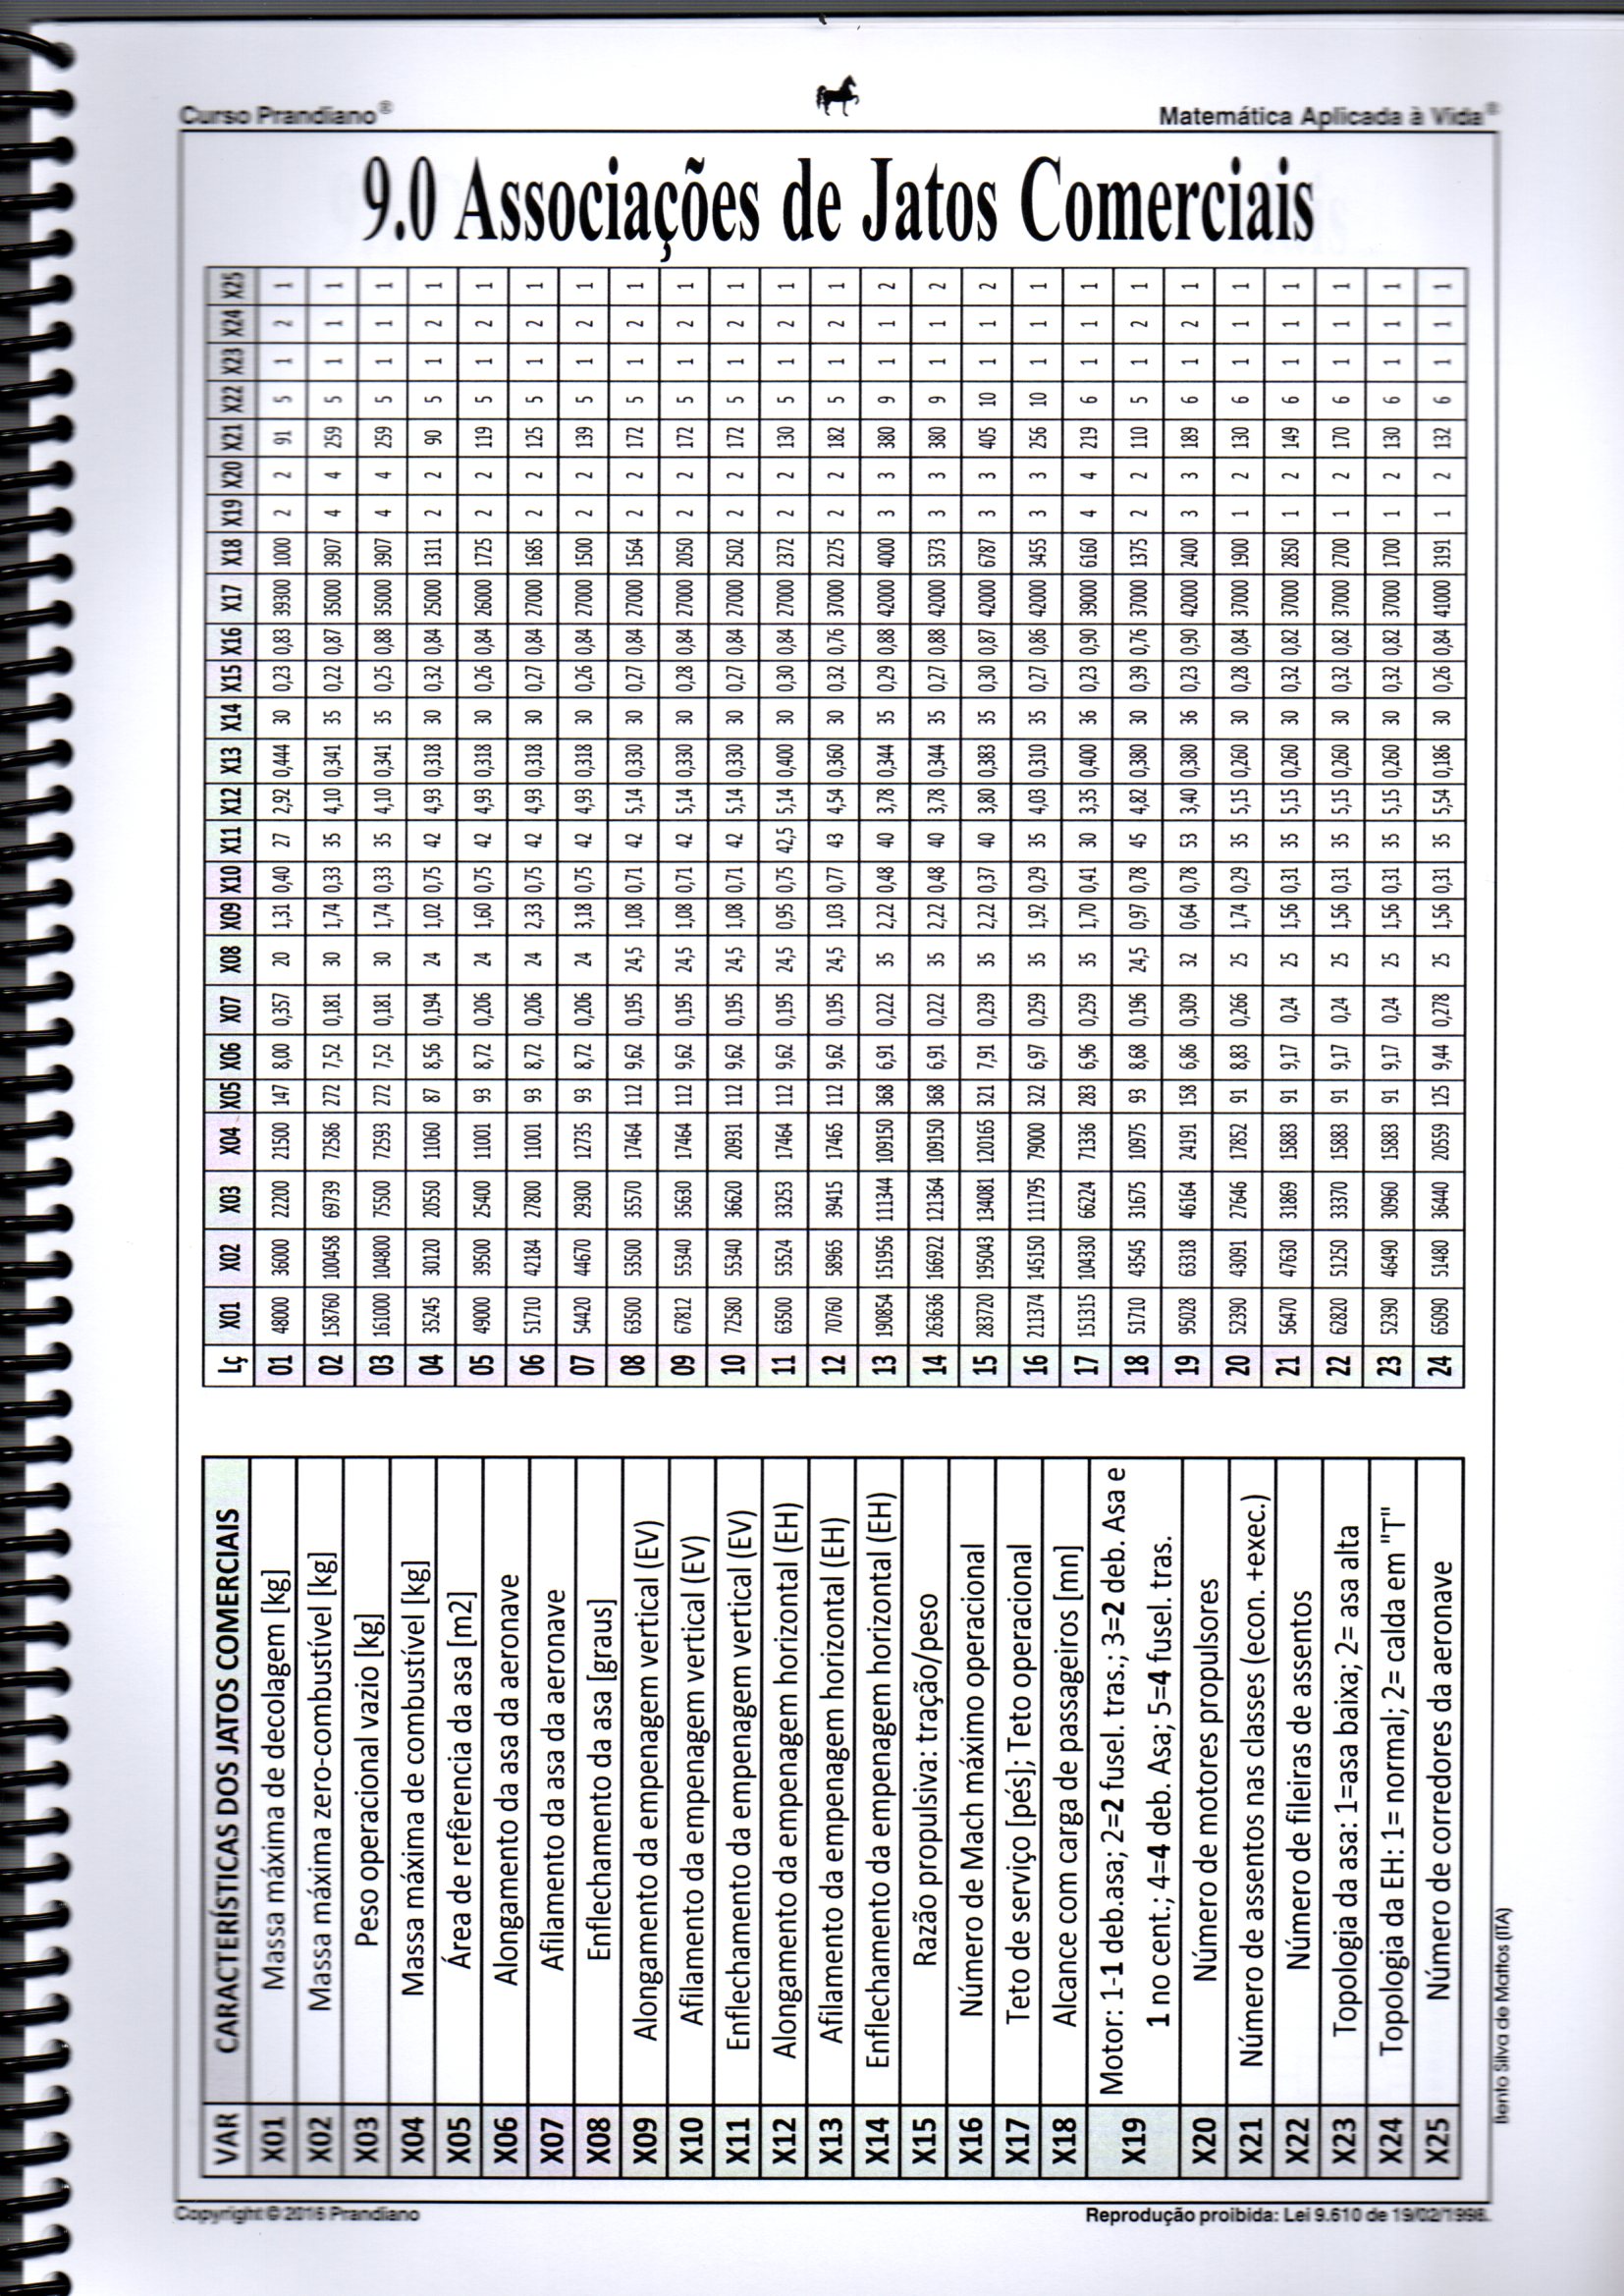 Curso Prandiano®
Matemática Aplicada à Vida®
9.0 Associações de Jatos Comerciais
Lç X01 X02 X03 X04 X05 X06 X07 X08 X09 X10 X11 X12 X13 X14 X15 X16 X17 X18 X19 X20 X21 X22 X23 X24 X25
01 48000 36000 22200 21500 147 8,00 0,357 20 1,31 0,40 27 2,92 0,444 30 0,23 0,83 39300 1000 2 2 91 5 1 2 1
02 158760 100458 69739 72586 272 7,52 0,181 30 1,74 0,33 35 4,10 0,341 35 0,22 0,87 35000 3907 4 4 259 5 1 1 1
03 161000 104800 75500 72593 272 7,52 0,181 30 1,74 0,33 35 4,10 0,341 35 0,25 0,88 35000 3907 4 4 259 5 1 1 1
04 35245 30120 20550 11060 87 8,56 0,194 24 1,02 0,75 42 4,93 0,318 30 0,32 0,84 25000 1311 2 2 90 5 1 2 1
05 49000 39500 25400 11001 93 8,72 0,206 24 1,60 0,75 42 4,93 0,318 30 0,26 0,84 26000 1725 2 2 119 5 1 2 1
06 51710 42184 27800 11001 93 8,72 0,206 24 2,33 0,75 42 4,93 0,318 30 0,27 0,84 27000 1685 2 2 125 5 1 2 1
07 54420 44670 29300 12735 93 8,72 0,206 24 3,18 0,75 42 4,93 0,318 30 0,26 0,84 27000 1500 2 2 139 5 1 2 1
08 63500 53500 35570 17464 112 9,62 0,195 24,5 1,08 0,71 42 5,14 0,330 30 0,27 0,84 27000 1564 2 2 172 5 1 2 1
09 67812 55340 35630 17464 112 9,62 0,195 24,5 1,08 0,71 42 5,14 0,330 30 0,28 0,84 27000 2050 2 2 172 5 1 2 1
10 72580 55340 36620 20931 112 9,62 0,195 24,5 1,08 0,71 42 5,14 0,330 30 0,27 0,84 27000 2502 2 2 172 5 1 2 1
11 63500 53524 33253 17464 112 9,62 0,195 24,5 0,95 0,75 42,5 5,14 0,400 30 0,30 0,84 27000 2372 2 2 130 5 1 2 1
12 70760 58965 39415 17465 112 9,62 0,195 24,5 1,03 0,77 43 4,54 0,360 30 0,32 0,76 37000 2275 2 2 182 5 1 2 1
13 190854 151956 111344 109150 368 6,91 0,222 35 2,22 0,48 40 3,78 0,344 35 0,29 0,88 42000 4000 3 3 380 9 1 1 2
14 263636 166922 121364 109150 368 6,91 0,222 35 2,22 0,48 40 3,78 0,344 35 0,27 0,88 42000 5373 3 3 380 9 1 1 2
15 283720 195043 134081 120165 321 7,91 0,239 35 2,22 0,37 40 3,80 0,383 35 0,30 0,87 42000 6787 3 3 405 10 1 1 2
16 211374 145150 111795 79000 322 6,97 0,259 35 1,92 0,29 35 4,03 0,310 35 0,27 0,86 42000 3455 3 3 256 10 1 1 1
17 151315 104330 66224 71336 283 6,96 0,259 35 1,70 0,41 30 3,35 0,400 36 0,23 0,90 39000 6160 4 4 219 6 1 1 1
18 51710 43545 31675 10975 93 8,68 0,196 24,5 0,97 0,78 45 4,82 0,380 30 0,39 0,76 37000 1375 2 2 110 5 1 2 1
19 95028 63318 46164 24191 158 6,86 0,309 32 0,64 0,78 53 3,40 0,380 36 0,23 0,90 42000 2400 3 3 189 6 1 2 1
20 52390 43091 27646 17852 91 8,83 0,266 25 1,74 0,29 35 5,15 0,260 30 0,28 0,84 37000 1900 1 2 130 6 1 1 1
21 56470 47630 31869 15883 91 9,17 0,24 25 1,56 0,31 35 5,15 0,260 30 0,32 0,82 37000 2850 1 2 149 6 1 1 1
22 62820 51250 33370 15883 91 9,17 0,24 25 1,56 0,31 35 5,15 0,260 30 0,32 0,82 37000 2700 1 2 170 6 1 1 1
23 52390 46490 30960 15883 91 9,17 0,24 25 1,56 0,31 35 5,15 0,260 30 0,32 0,82 37000 1700 1 2 130 6 1 1 1
24 65090 51480 36440 20559 125 9,44 0,278 25 1,56 0,31 35 5,54 0,186 30 0,26 0,84 41000 3191 1 2 132 6 1 1 1
VAR CARACTERÍSTICAS DOS JATOS COMERCIAIS
X01 Massa máxima de decolagem [kg]
X02 Massa máxima zero-combustível [kg]
X03 Peso operacional vazio [kg]
X04 Massa máxima de combustível [kg]
X05 Área de refêrencia da asa [m2]
X06 Alongamento da asa da aeronave
X07 Afilamento da asa da aeronave
X08 Enflechamento da asa [graus]
X09 Alongamento da empenagem vertical (EV)
X10 Afilamento da empenagem vertical (EV)
X11 Enflechamento da empenagem vertical (EV)
X12 Alongamento da empenagem horizontal (EH)
X13 Afilamento da empenagem horizontal (EH)
X14 Enflechamento da empenagem horizontal (EH)
X15 Razão propulsiva: tração/peso
X16 Número de Mach máximo operacional
X17 Teto de serviço [pés]; Teto operacional
X18 Alcance com carga de passageiros [mn]
X19 Motor: 1-1 deb.asa; 2=2 fusel. tras.; 3=2 deb. Asa e
1 no cent.; 4=4 deb. Asa; 5=4 fusel. tras.
X20 Número de motores propulsores
X21 Número de assentos nas classes (econ. +exec.)
X22 Número de fileiras de assentos
X23 Topologia da asa: 1=asa baixa; 2= asa alta
X24 Topologia da EH: 1= normal; 2= calda em "T"
X25 Número de corredores da aeronave
Bento Silva de Mattos (ITA)
Copyright © 2016 Prandiano
Reprodução proibida: Lei 9.610 de 19/02/1998.